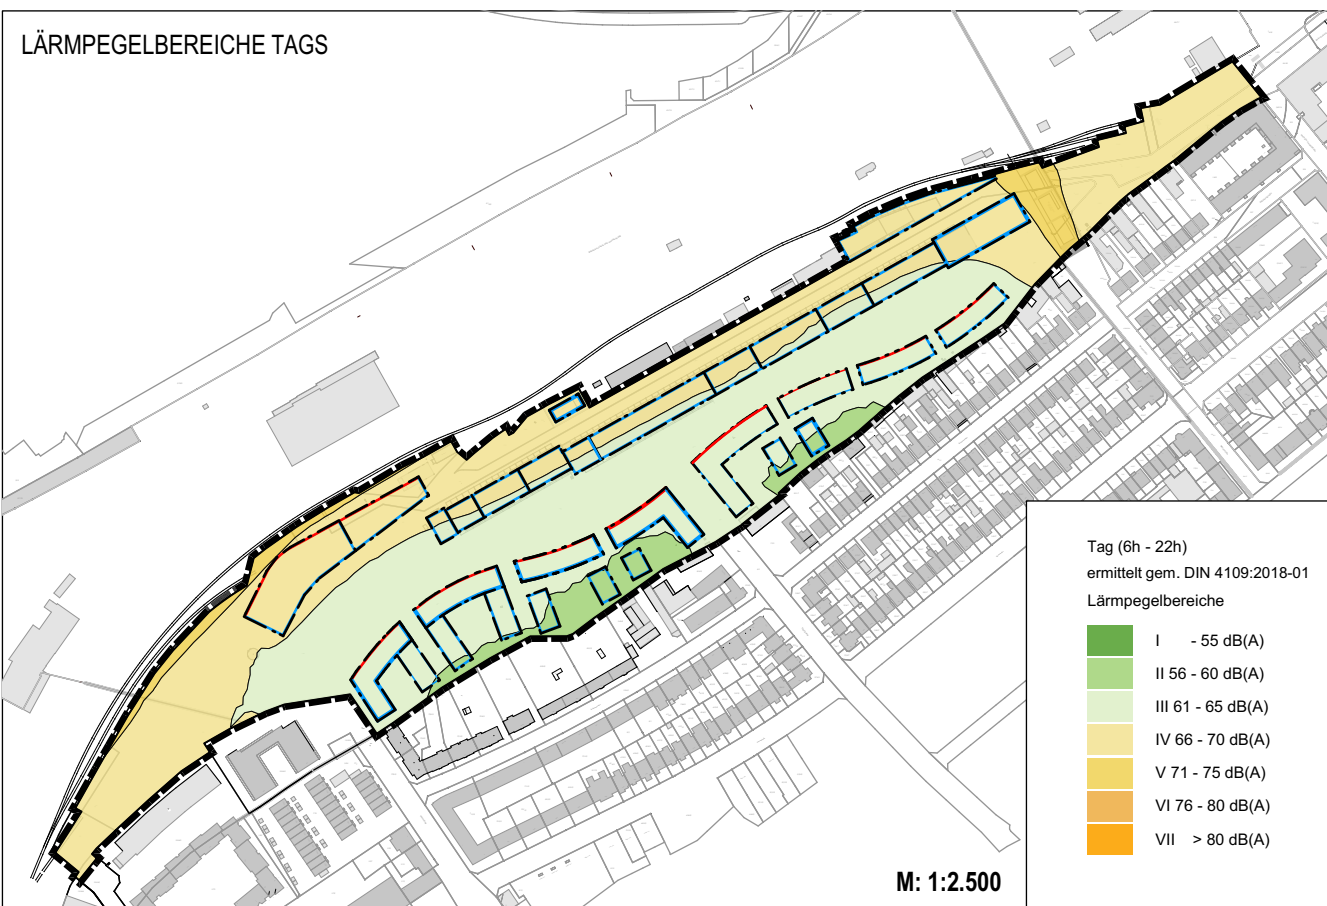 LÄRMPEGELBEREICHE TAGS
Tag (6h - 22h)
ermittelt gem. DIN 4109:2018-01
Lärmpegelbereiche
I - 55 dB(A)
II 56 - 60 dB(A)
III 61 - 65 dB(A)
IV 66 - 70 dB(A)
V 71 - 75 dB(A)
VI 76 - 80 dB(A)
VII > 80 dB(A)
M: 1:2.500